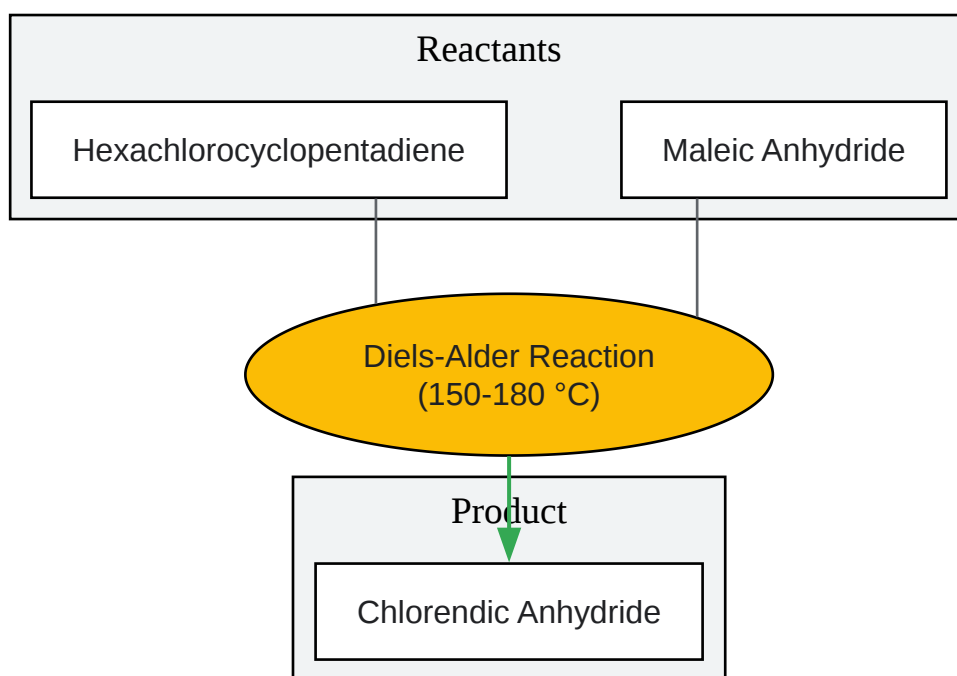 Reactants
Hexachlorocyclopentadiene
Maleic Anhydride
Diels-Alder Reaction
(150-180 °C)
Product
Chlorendic Anhydride